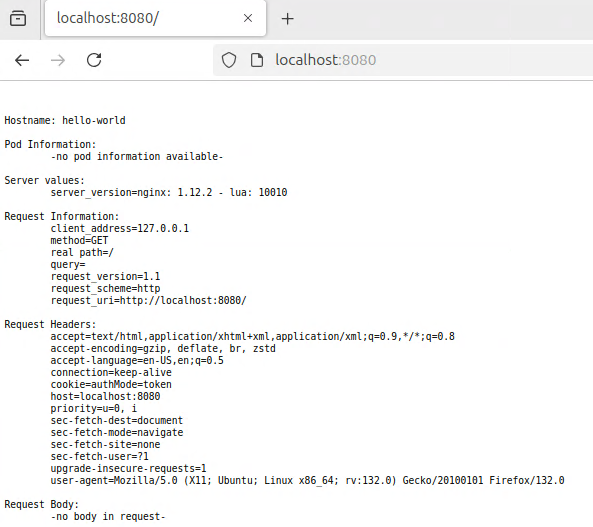 localhost:8080/
localhost:8080
Hostname: hello-world
Pod Information:
-no pod information available-
Server values:
server_version=nginx: 1.12.2 - lua: 10010
Request Information:
client_address=127.0.0.1
method=GET
real path=/
query=
request_version=1.1
request_scheme=http
request_uri=http://localhost:8080/
Request Headers:
accept=text/html,application/xhtml+xml,application/xml;q=0.9,*/*;q=0.8
accept-encoding=gzip, deflate, br, zstd
accept-language=en-US,en;q=0.5
connection=keep-alive
cookie=authMode=token
host=localhost:8080
priority=u=0, i
sec-fetch-dest=document
sec-fetch-mode=navigate
sec-fetch-site=none
sec-fetch-user=?1
upgrade-insecure-requests=1
user-agent=Mozilla/5.0 (X11; Ubuntu; Linux x86_64; rv:132.0) Gecko/20100101 Firefox/132.0
Request Body:
-no body in request-